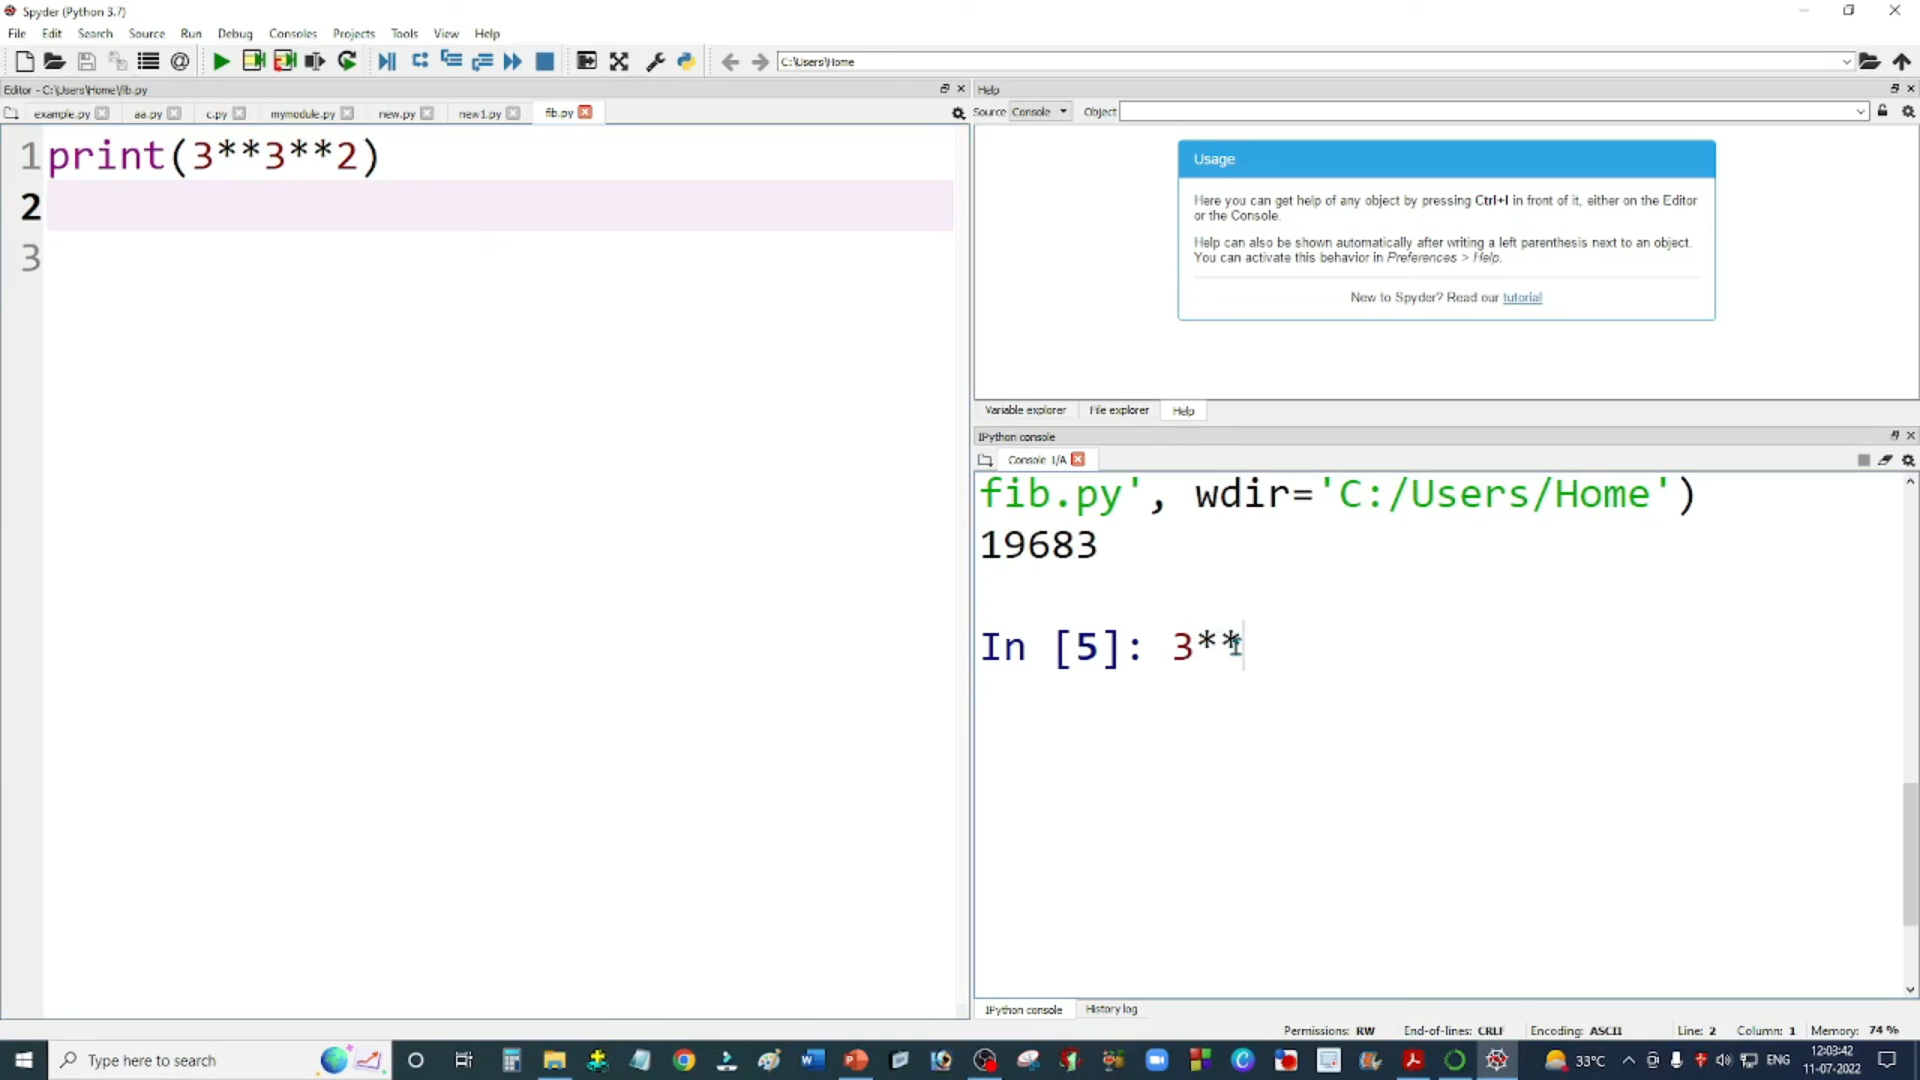 Spyder (Python 3.7)
File Edit Search Source Run Debug Consoles Projects Tools View Help
C:\Users\Home
Editor - C:\Users\Home\fib.py
Help
example.py aa.py c.py mymodule.py new.py new1.py fib.py
Source Console Object
1 print(3**3**2)
2
3
Usage
Here you can get help of any object by pressing Ctrl+I in front of it, either on the Editor
or the Console.
Help can also be shown automatically after writing a left parenthesis next to an object.
You can activate this behavior in Preferences > Help.
New to Spyder? Read our tutorial
Variable explorer File explorer Help
IPython console
Console 1/A
fib.py', wdir='C:/Users/Home')
19683
In [5]: 3**
IPython console History log
Permissions: RW End-of-lines: CRLF Encoding: ASCII Line: 2 Column: 1 Memory: 74 %
Type here to search
33°C ENG 12:03:42
11-07-2022